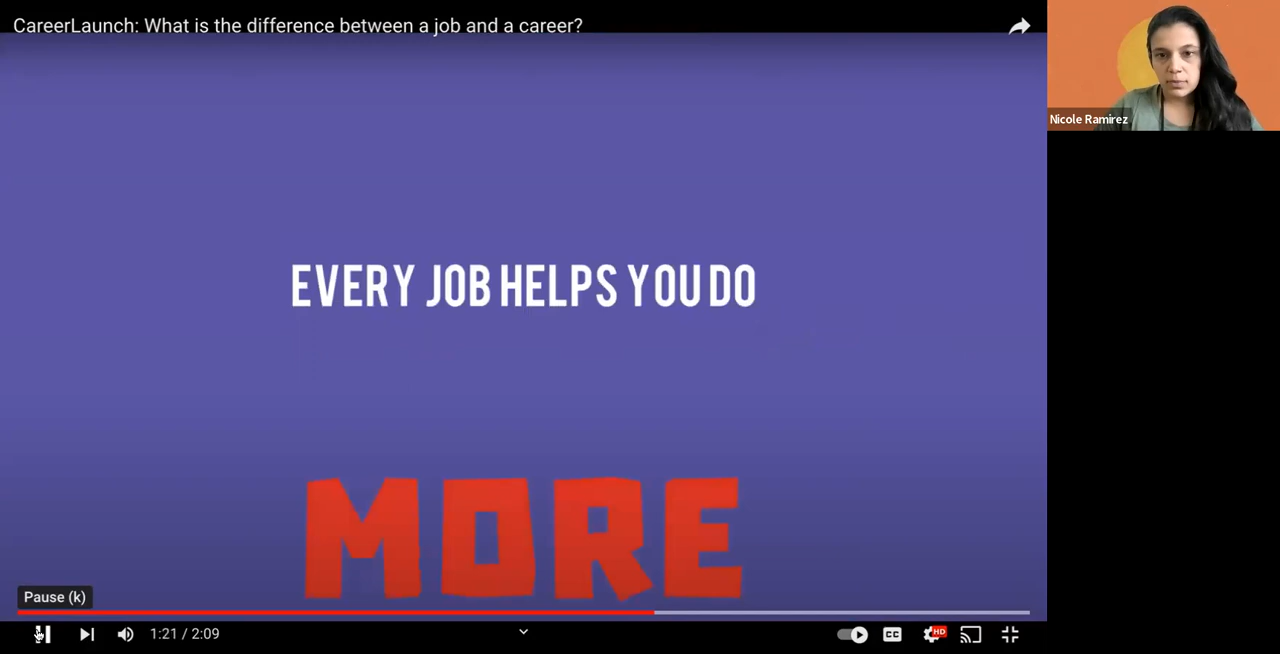 CareerLaunch: What is the difference between a job and a career?
Nicole Ramirez
EVERY JOB HELPS YOU DO
MORE
Pause (k)
1:21 / 2:09
CC
HD